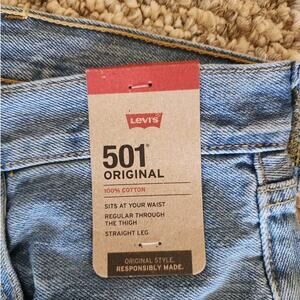 Levi's
501®
ORIGINAL
100% COTTON
SITS AT YOUR WAIST
REGULAR THROUGH
THE THIGH
STRAIGHT LEG
ORIGINAL STYLE.
RESPONSIBLY MADE.